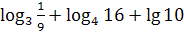 log₃ 1/9 + log₄ 16 + lg 10